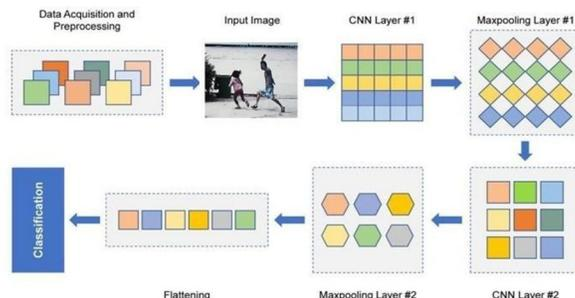 Data Acquisition and
Preprocessing
Input Image
CNN Layer #1
Maxpooling Layer #1
Classification
Flattening
Maxpooling Layer #2
CNN Layer #2